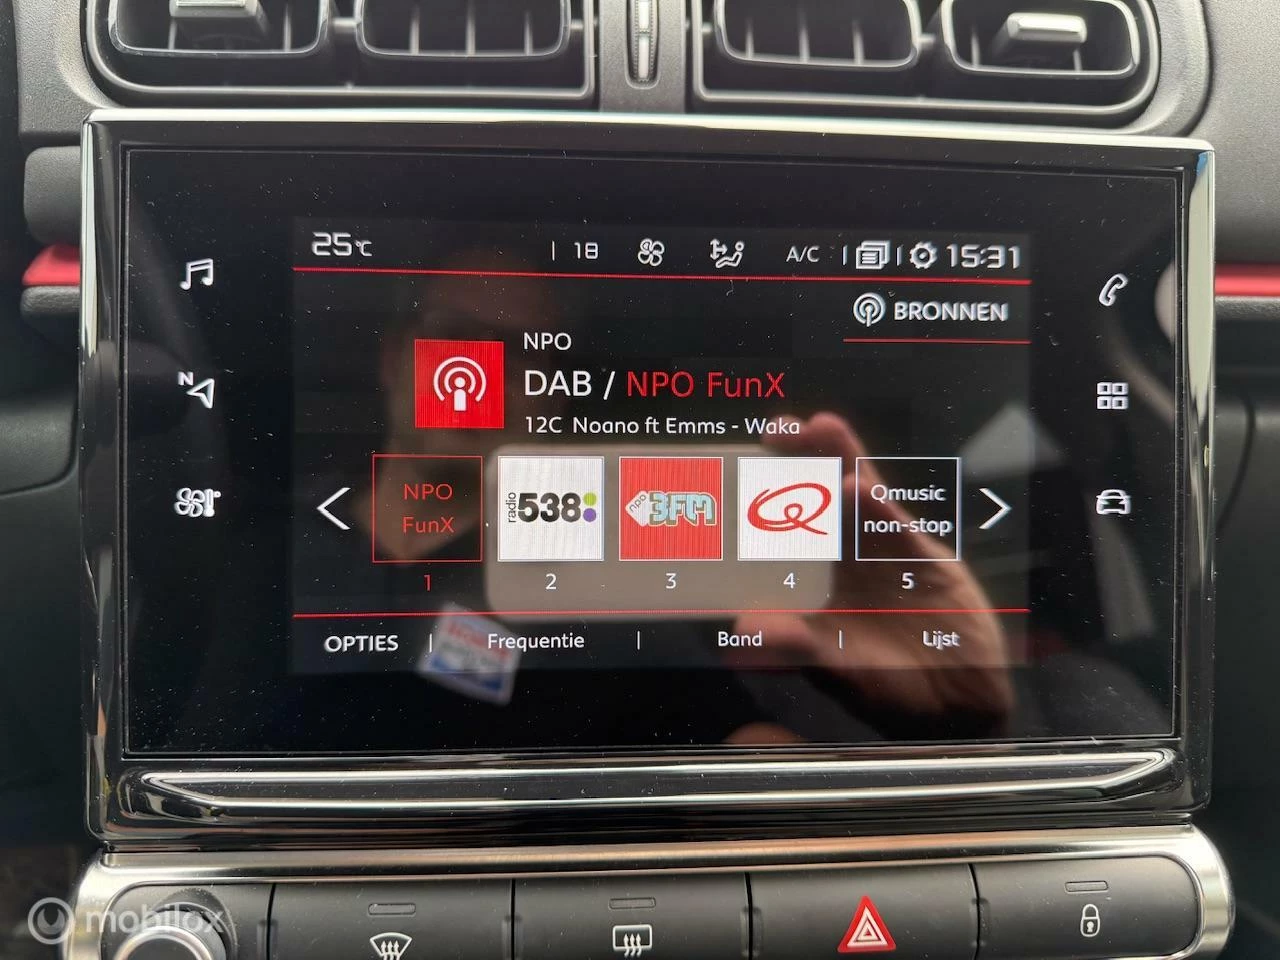 25°C | 18 A/C | | 15:31
BRONNEN
N
NPO
DAB / NPO FunX
12C Noano ft Emms - Waka
NPO
FunX
radio 538
npo 3FM
Q
Qmusic
non-stop
1 2 3 4 5
OPTIES | Frequentie | Band | Lijst
mobilox